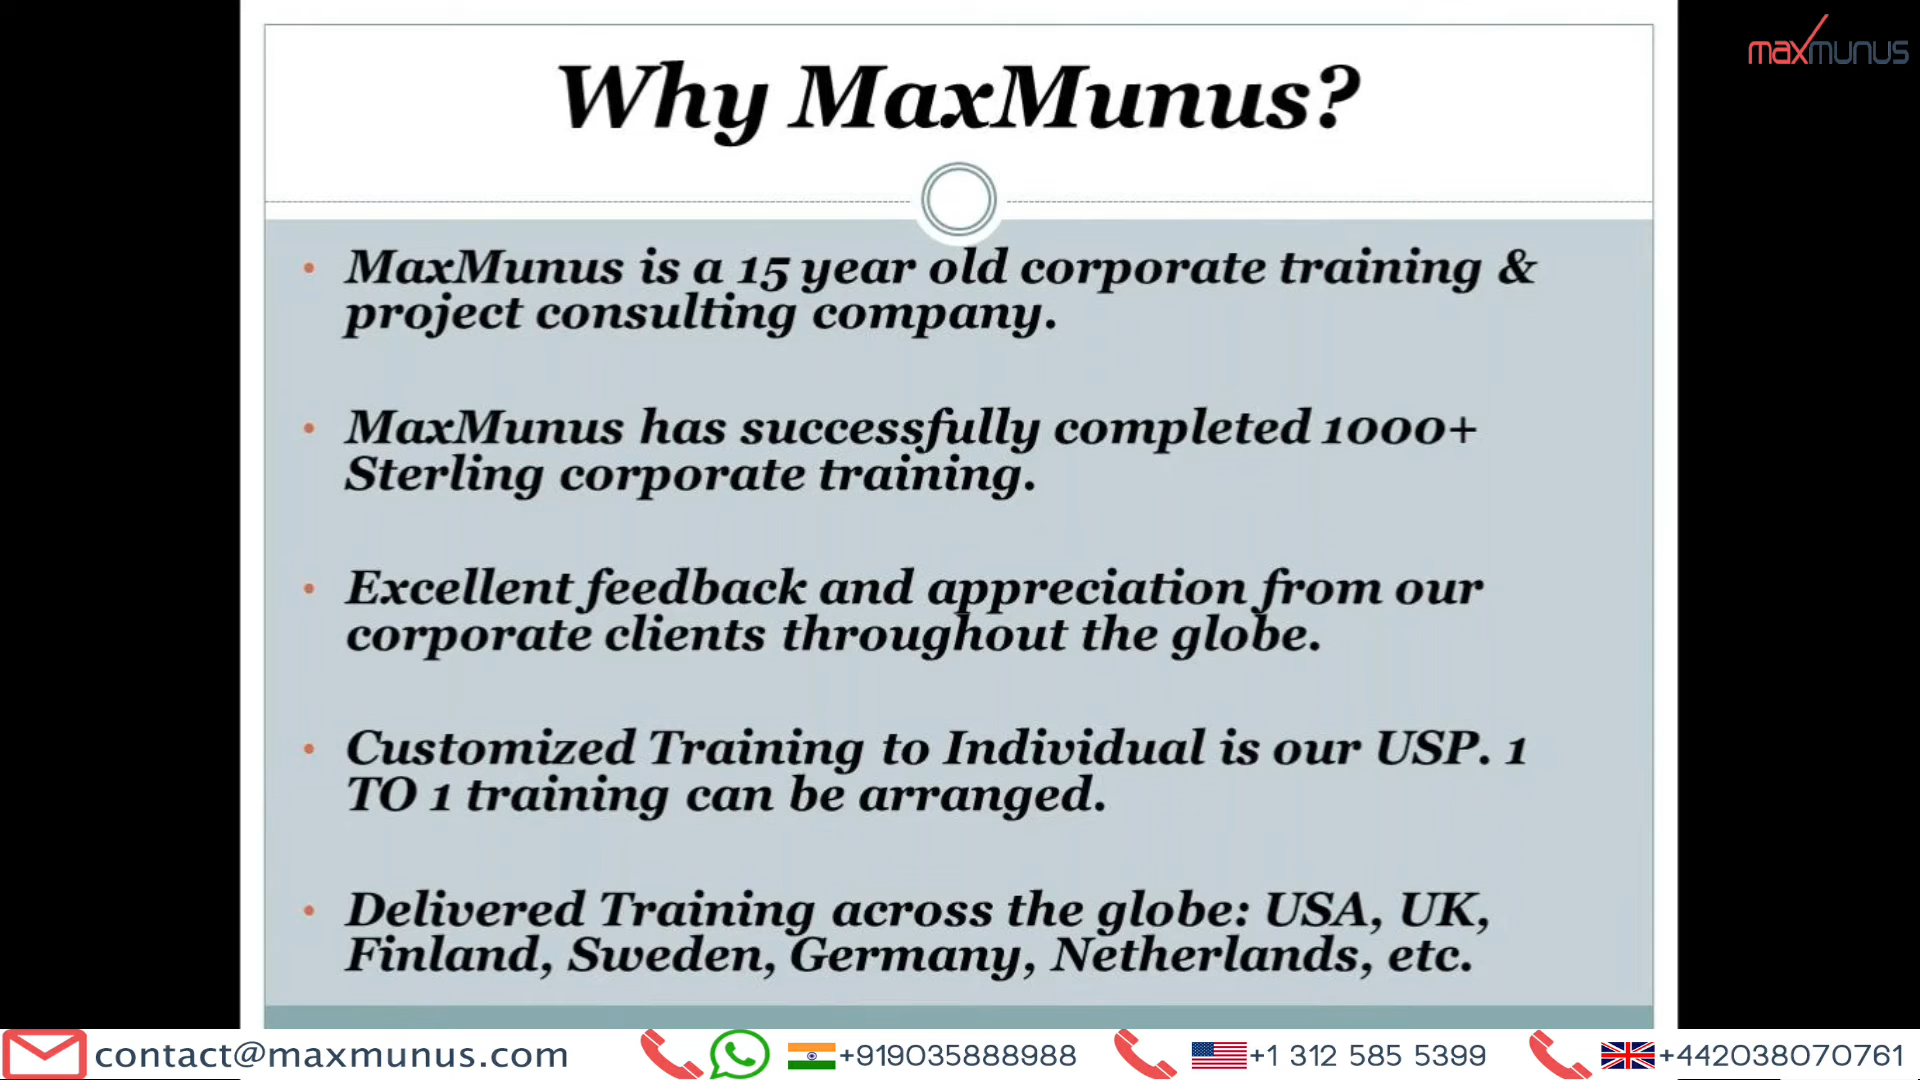 maxmunus
Why MaxMunus?
• MaxMunus is a 15 year old corporate training &
project consulting company.
• MaxMunus has successfully completed 1000+
Sterling corporate training.
• Excellent feedback and appreciation from our
corporate clients throughout the globe.
• Customized Training to Individual is our USP. 1
TO 1 training can be arranged.
• Delivered Training across the globe: USA, UK,
Finland, Sweden, Germany, Netherlands, etc.
contact@maxmunus.com +919035888988 +1 312 585 5399 +442038070761